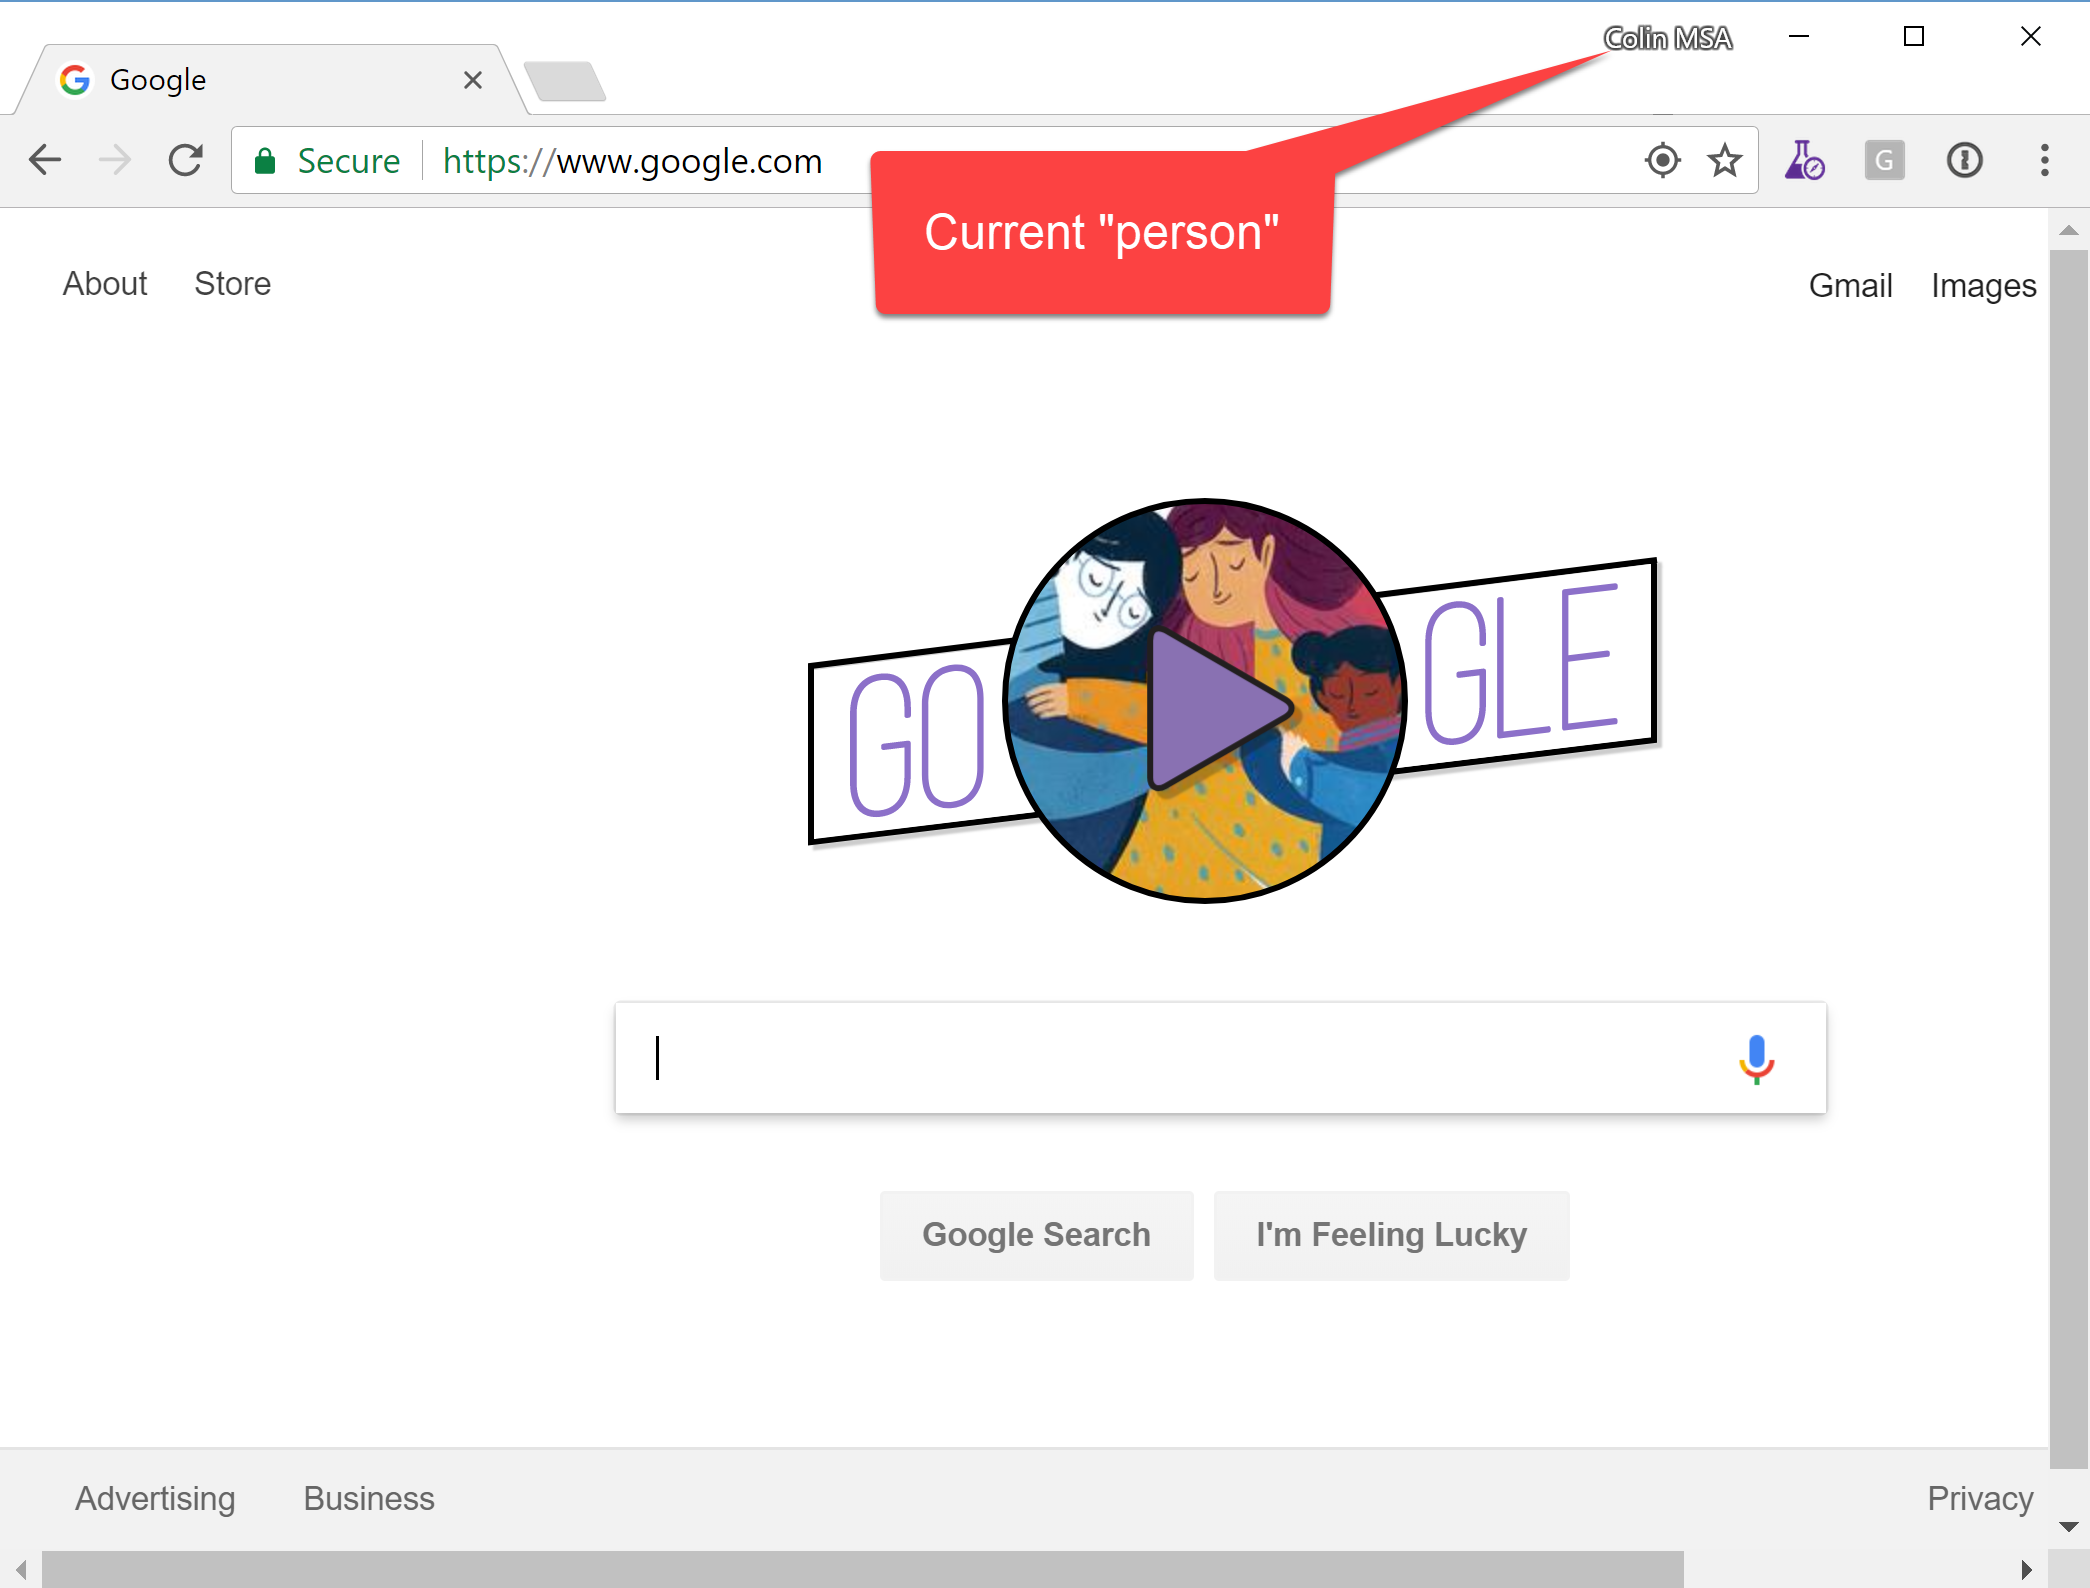 Colin MSA
Google
Secure https://www.google.com
G
Current "person"
About Store
Gmail Images
GO GLE
Google Search I'm Feeling Lucky
Advertising Business
Privacy